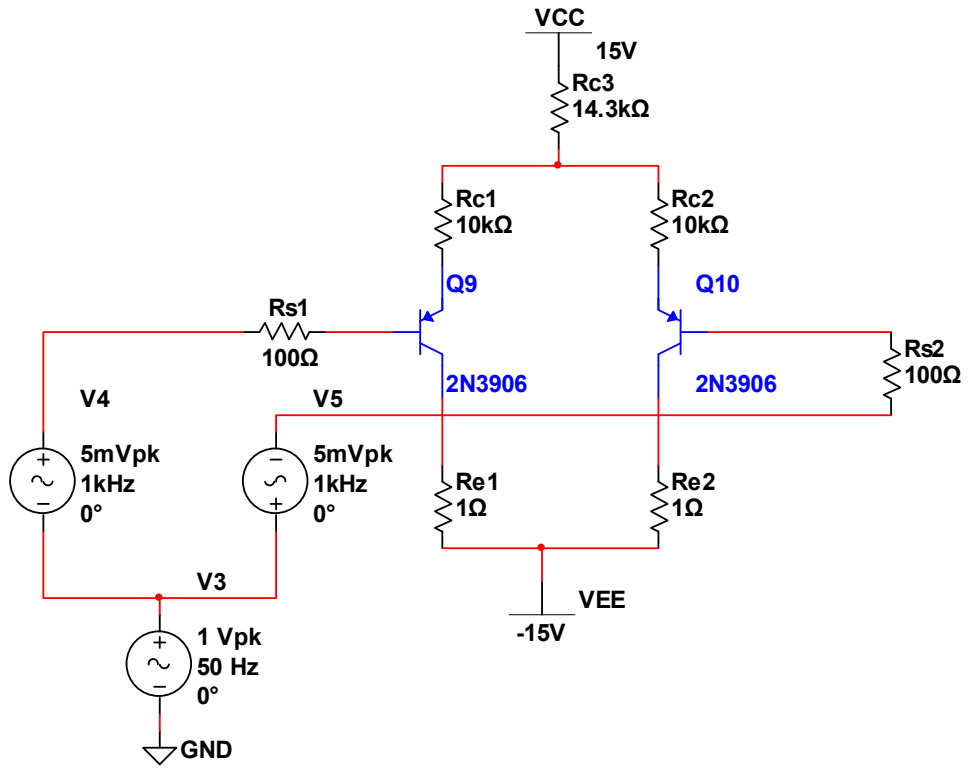 VCC
15V
Rc3
14.3kΩ
Rc1
10kΩ
Rc2
10kΩ
Q9
Q10
Rs1
100Ω
Rs2
100Ω
2N3906
2N3906
V4
V5
5mVpk
1kHz
0°
5mVpk
1kHz
0°
Re1
1Ω
Re2
1Ω
V3
VEE
-15V
1 Vpk
50 Hz
0°
GND